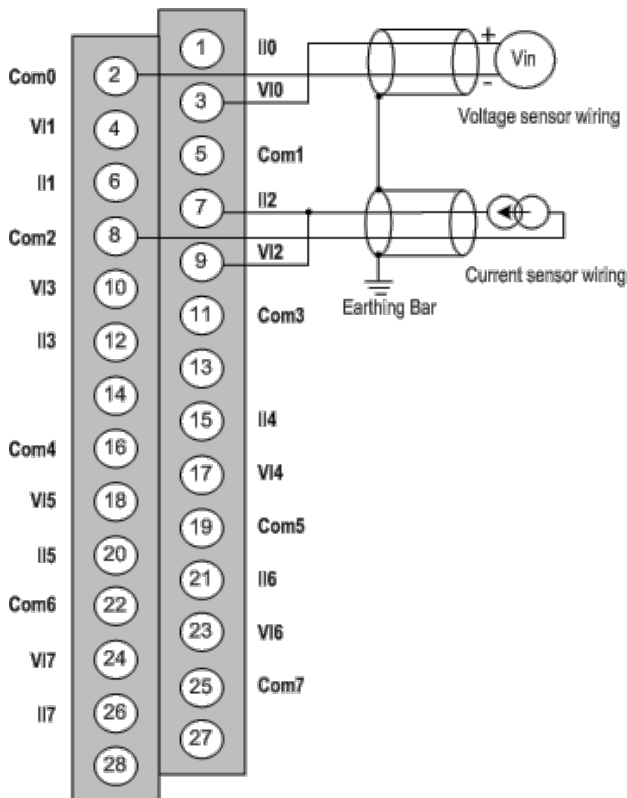 1 II0
Com0 2
3 VI0
VI1 4
5 Com1
II1 6
7 II2
Com2 8
9 VI2
VI3 10
11 Com3
II3 12
13
14
15 II4
Com4 16
17 VI4
VI5 18
19 Com5
II5 20
21 II6
Com6 22
23 VI6
VI7 24
25 Com7
II7 26
27
28
+
Vin
-
Voltage sensor wiring
Current sensor wiring
Earthing Bar